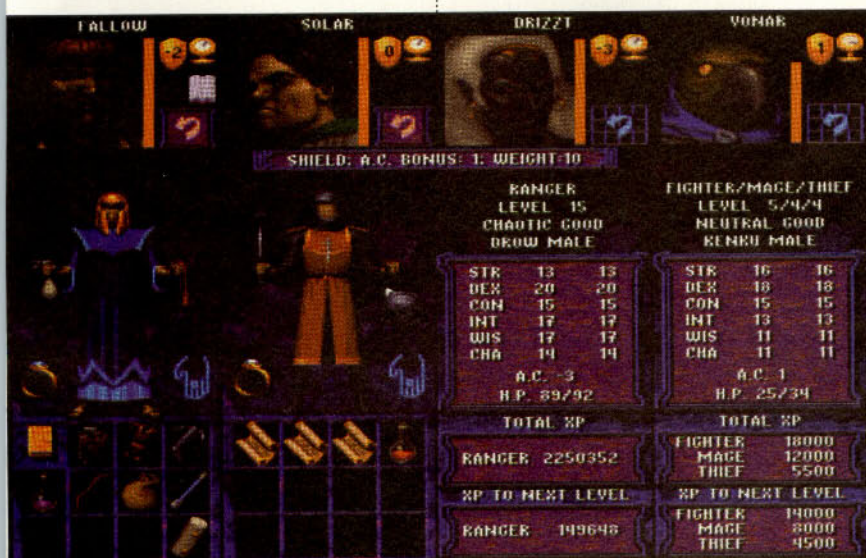 FALLOW
SOLAR
DRIZZT
VONAR
-2
0
-3
1
SHIELD; A.C. BONUS: 1; WEIGHT:10
RANGER
LEVEL 15
CHAOTIC GOOD
DROW MALE
STR 13 13
DEX 20 20
CON 15 15
INT 17 17
WIS 17 17
CHA 14 14
A.C. -3
H.P. 89/92
TOTAL XP
RANGER 2250352
XP TO NEXT LEVEL
RANGER 149648
FIGHTER/MAGE/THIEF
LEVEL 5/4/4
NEUTRAL GOOD
KENKU MALE
STR 16 16
DEX 18 18
CON 15 15
INT 13 13
WIS 11 11
CHA 11 11
A.C. 1
H.P. 25/34
TOTAL XP
FIGHTER 18000
MAGE 12000
THIEF 5500
XP TO NEXT LEVEL
FIGHTER 14000
MAGE 8000
THIEF 4500